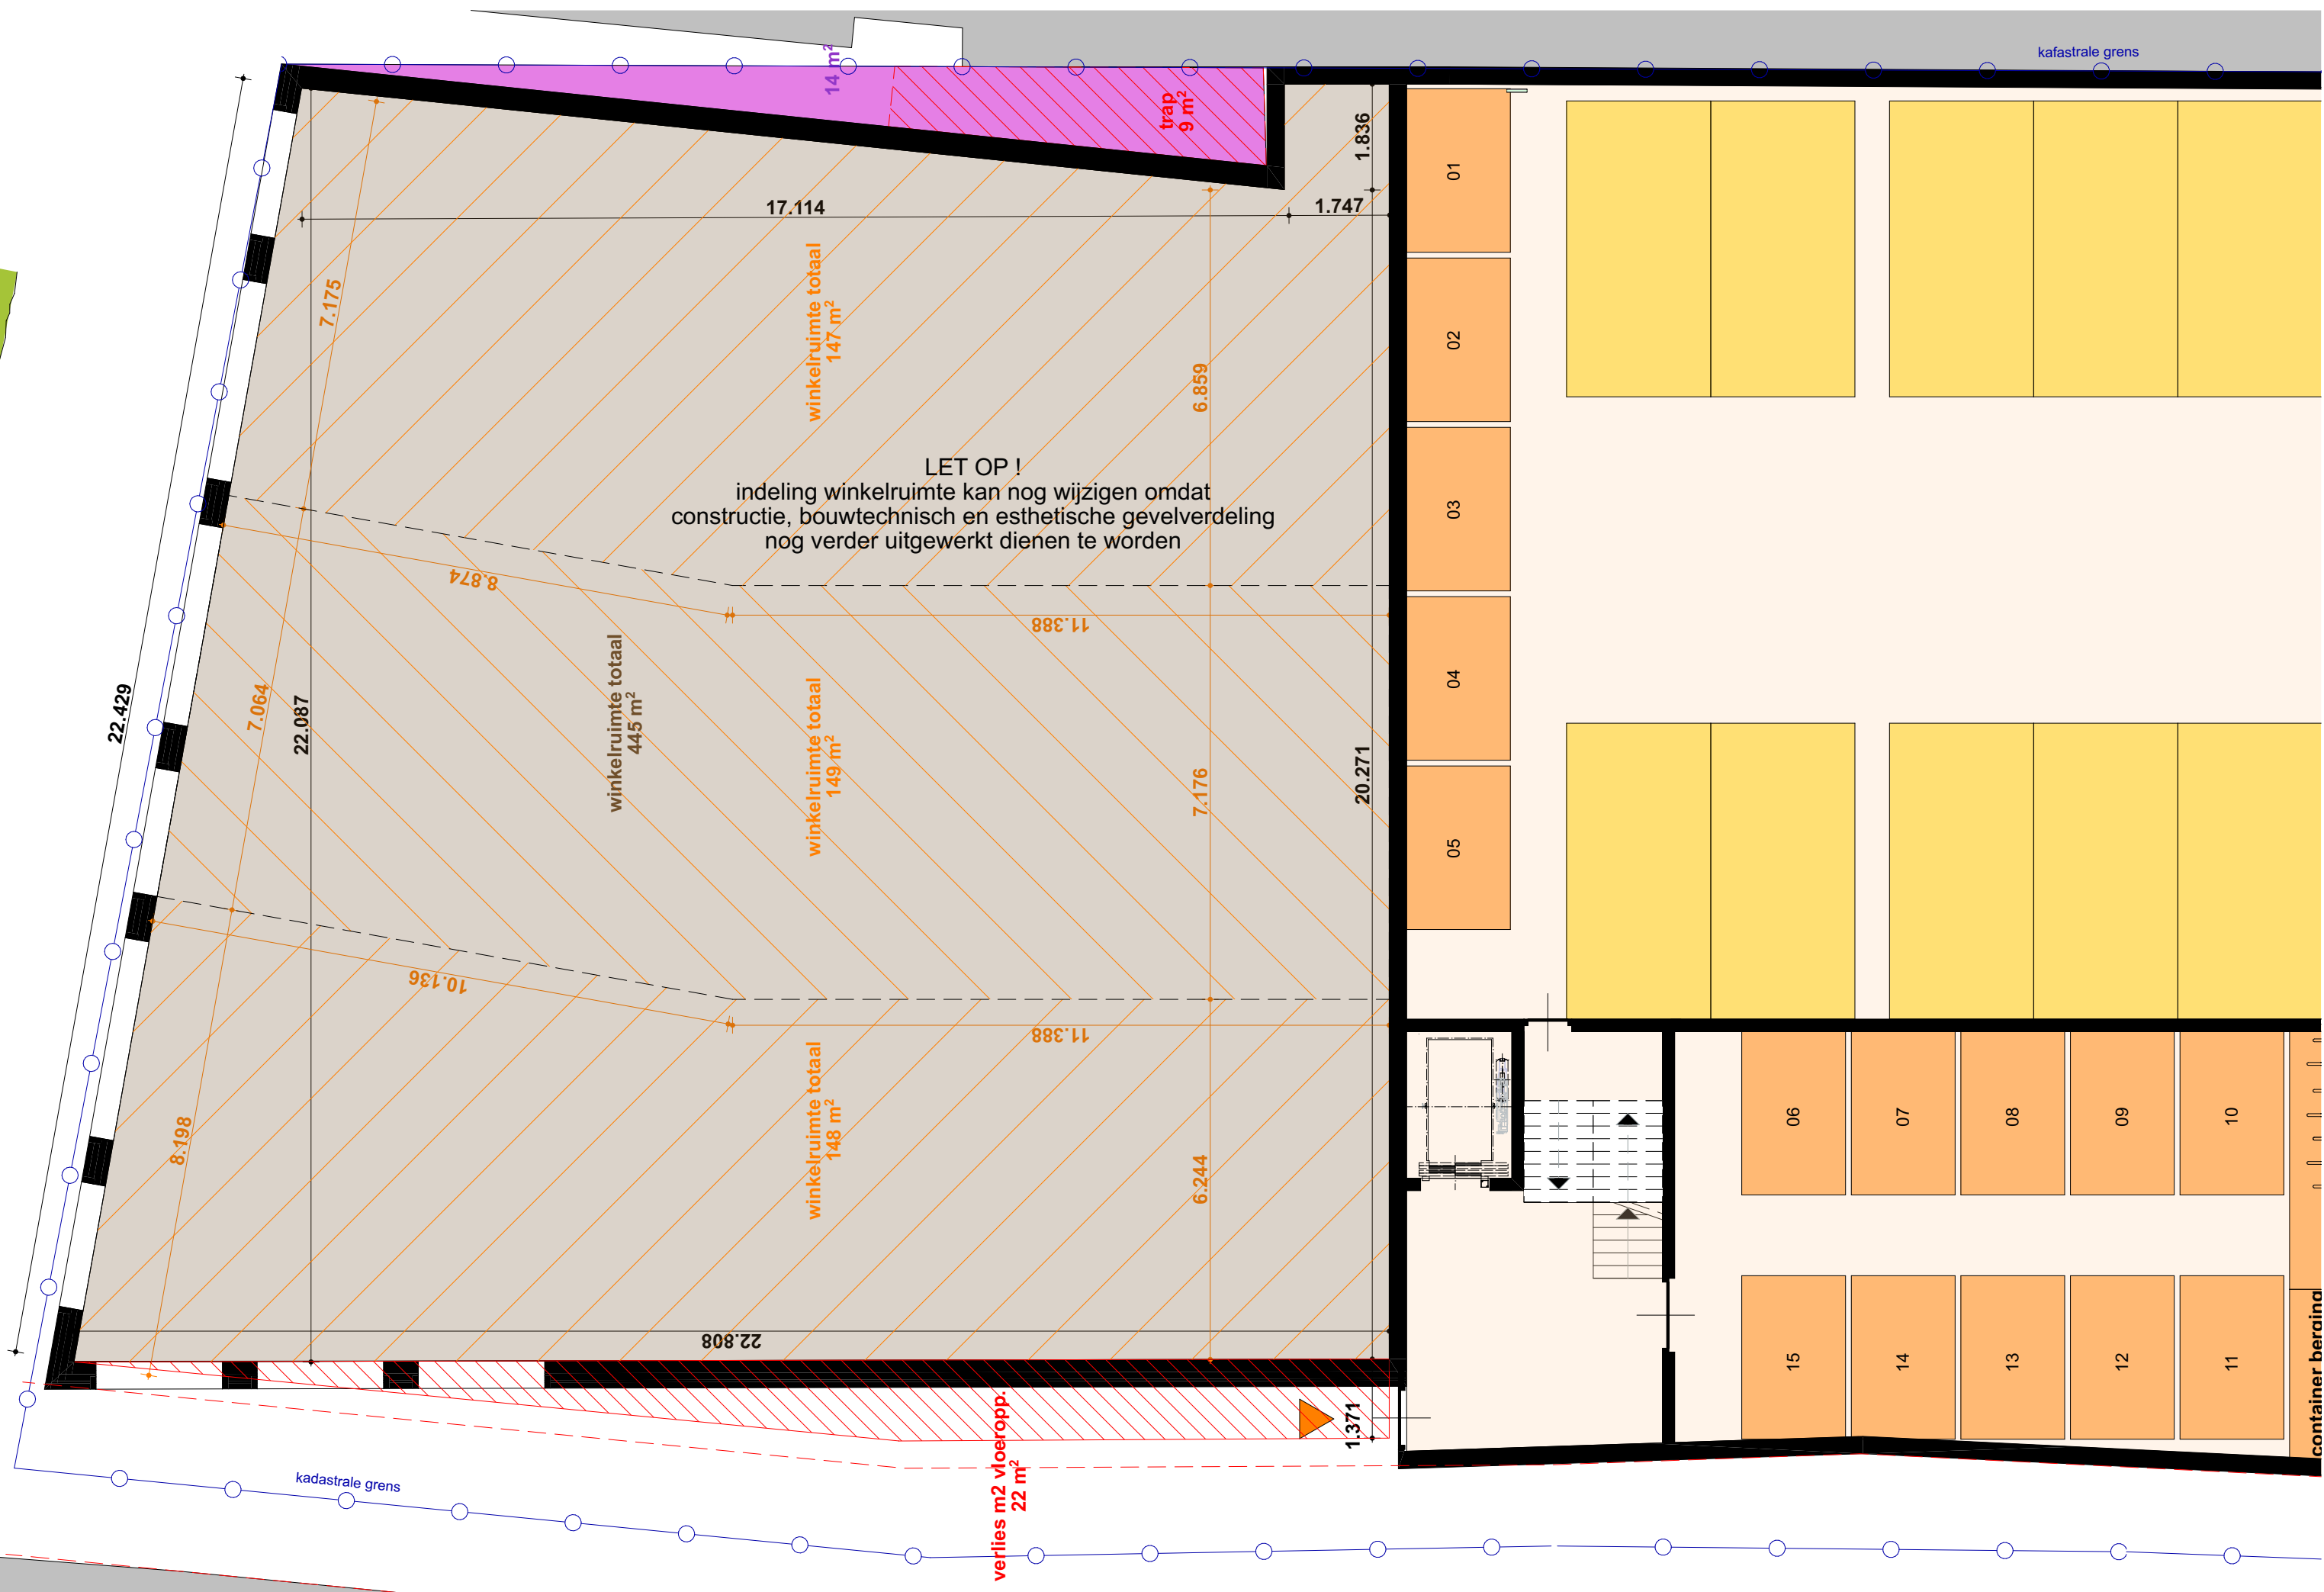 kafastrale grens
14 m²
trap
9 m²
1.836
17.114
1.747
7.175
winkelruimte totaal
147 m²
6.859
LET OP !
indeling winkelruimte kan nog wijzigen omdat
constructie, bouwtechnisch en esthetische gevelverdeling
nog verder uitgewerkt dienen te worden
8.874
11.388
22.429
7.064
22.087
winkelruimte totaal
445 m²
winkelruimte totaal
149 m²
7.176
20.271
10.136
11.388
8.198
winkelruimte totaal
148 m²
6.244
22.808
1.371
verlies m2 vloeropp.
22 m²
kadastrale grens
01
02
03
04
05
06
07
08
09
10
15
14
13
12
11
container berging